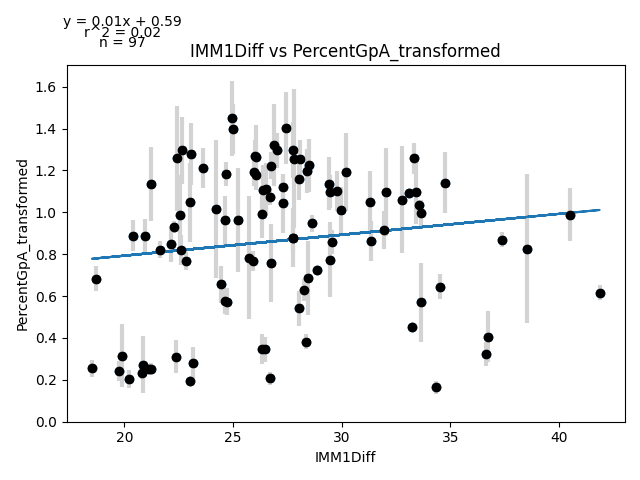 y = 0.01x + 0.59
r^2 = 0.02
n = 97
IMM1Diff vs PercentGpA_transformed
PercentGpA_transformed
1.6
1.4
1.2
1.0
0.8
0.6
0.4
0.2
0.0
20 25 30 35 40
IMM1Diff